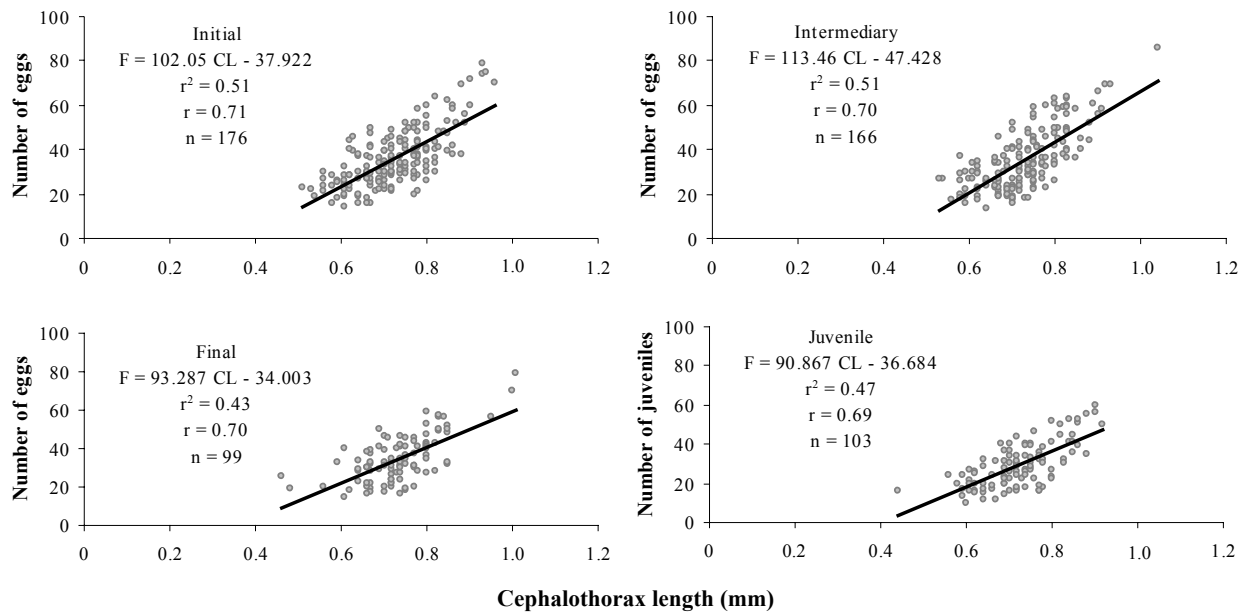 Initial
F = 102.05 CL - 37.922
r² = 0.51
r = 0.71
n = 176
Number of eggs
100
80
60
40
20
0
0 0.2 0.4 0.6 0.8 1.0 1.2
Intermediary
F = 113.46 CL - 47.428
r² = 0.51
r = 0.70
n = 166
Number of eggs
100
80
60
40
20
0
0 0.2 0.4 0.6 0.8 1.0 1.2
Final
F = 93.287 CL - 34.003
r² = 0.43
r = 0.70
n = 99
Number of eggs
100
80
60
40
20
0
0 0.2 0.4 0.6 0.8 1.0 1.2
Juvenile
F = 90.867 CL - 36.684
r² = 0.47
r = 0.69
n = 103
Number of juveniles
100
80
60
40
20
0
0 0.2 0.4 0.6 0.8 1.0 1.2
Cephalothorax length (mm)